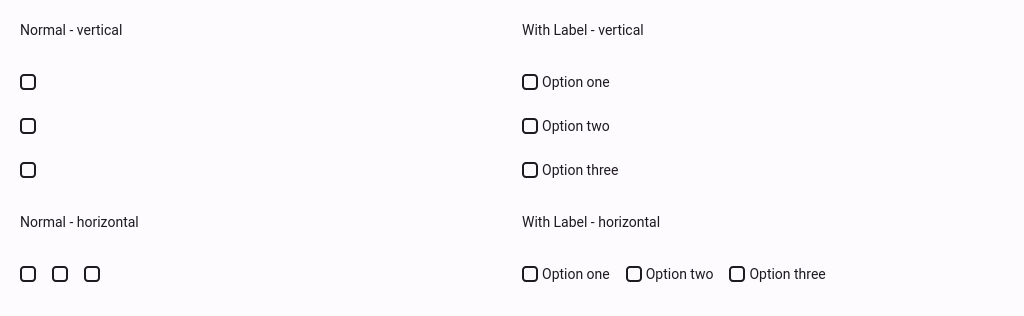 Normal - vertical
With Label - vertical
Option one
Option two
Option three
Normal - horizontal
With Label - horizontal
Option one Option two Option three